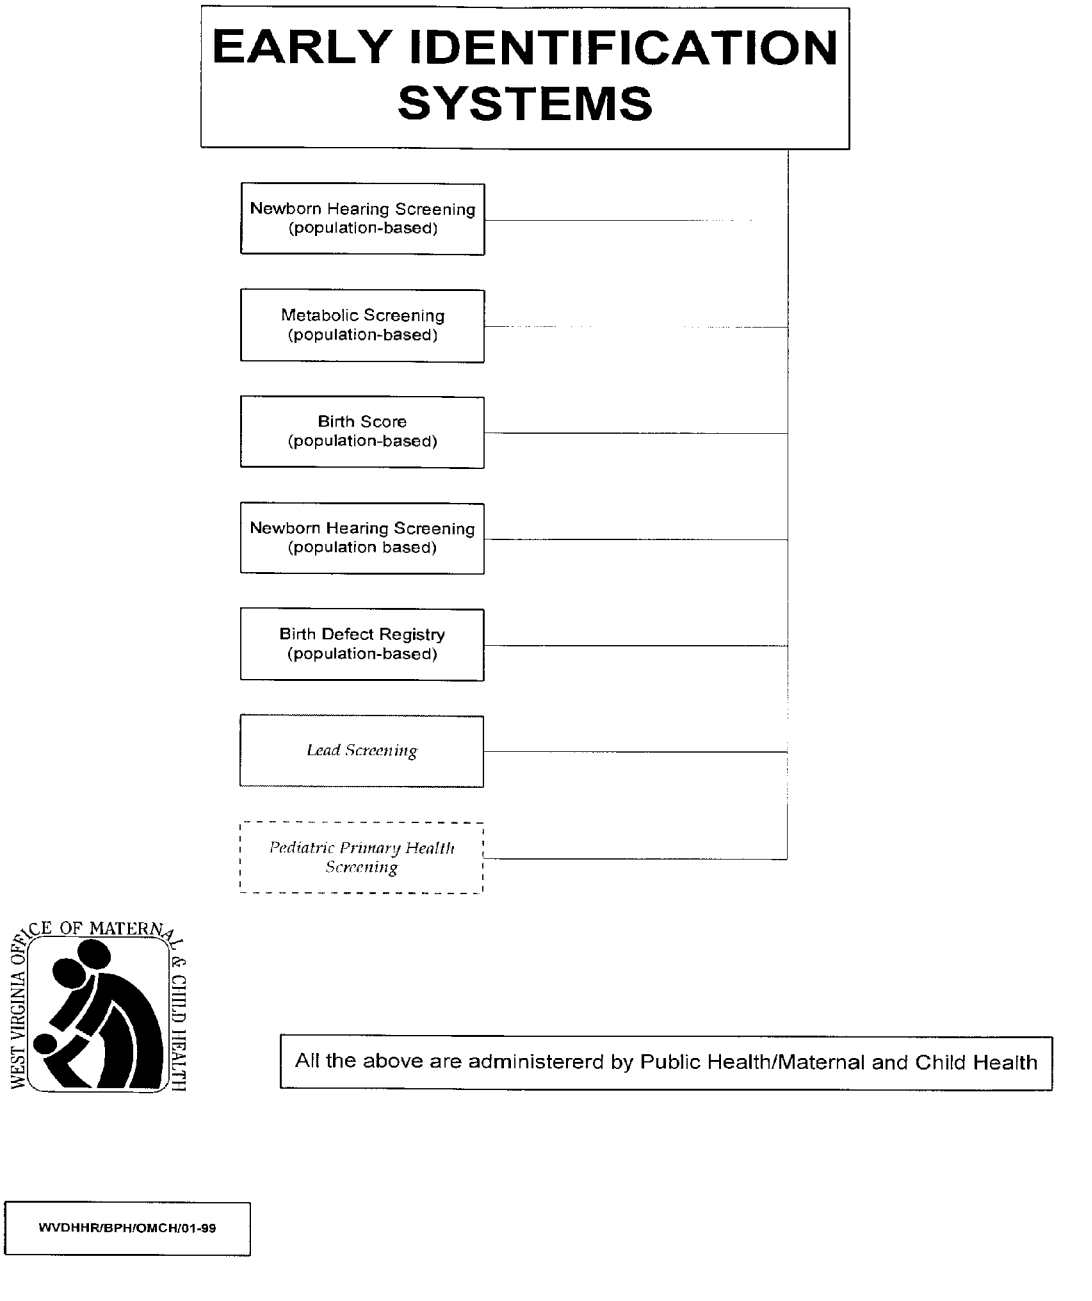 EARLY IDENTIFICATION
SYSTEMS
Newborn Hearing Screening
(population-based)
Metabolic Screening
(population-based)
Birth Score
(population-based)
Newborn Hearing Screening
(population based)
Birth Defect Registry
(population-based)
Lead Screening
Pediatric Primary Health
Screening
WEST VIRGINIA OFFICE OF MATERNAL & CHILD HEALTH
All the above are administererd by Public Health/Maternal and Child Health
WVDHHR/BPH/OMCH/01-99